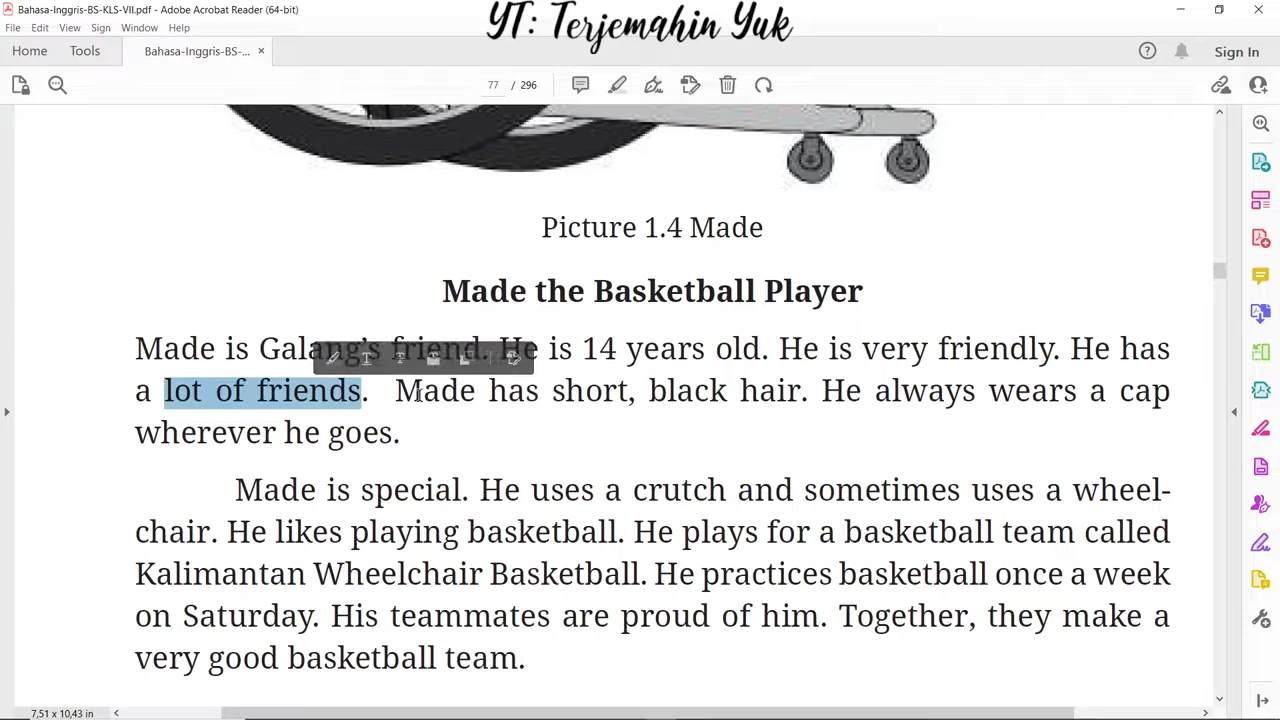 Bahasa-Inggris-BS-KLS-VII.pdf - Adobe Acrobat Reader (64-bit)
YT: Terjemahin Yuk
File Edit View Sign Window Help
Home Tools Bahasa-Inggris-BS-... × Sign In
77 / 296
Picture 1.4 Made
Made the Basketball Player
Made is Galang's friend. He is 14 years old. He is very friendly. He has
a lot of friends. Made has short, black hair. He always wears a cap
wherever he goes.
Made is special. He uses a crutch and sometimes uses a wheel-
chair. He likes playing basketball. He plays for a basketball team called
Kalimantan Wheelchair Basketball. He practices basketball once a week
on Saturday. His teammates are proud of him. Together, they make a
very good basketball team.
7,51 x 10,43 in